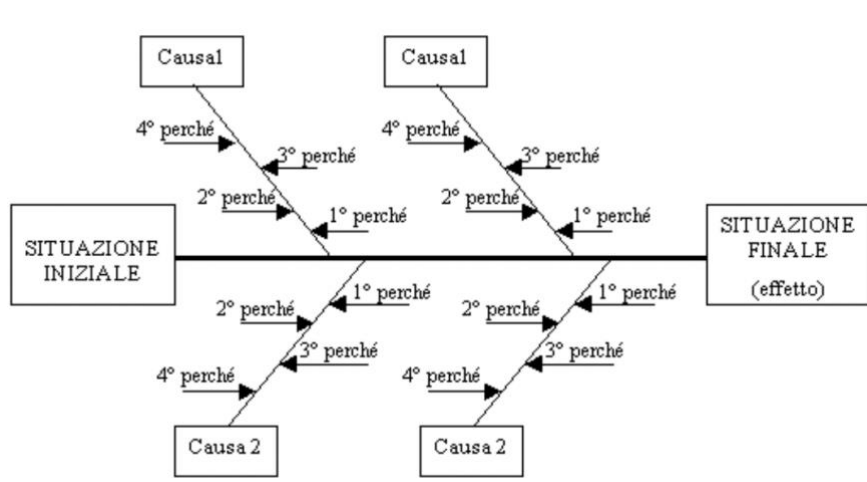 Causa1
Causa1
4° perché
4° perché
3° perché
3° perché
2° perché
2° perché
1° perché
1° perché
SITUAZIONE
INIZIALE
SITUAZIONE
FINALE
(effetto)
1° perché
1° perché
2° perché
2° perché
3° perché
3° perché
4° perché
4° perché
Causa 2
Causa 2